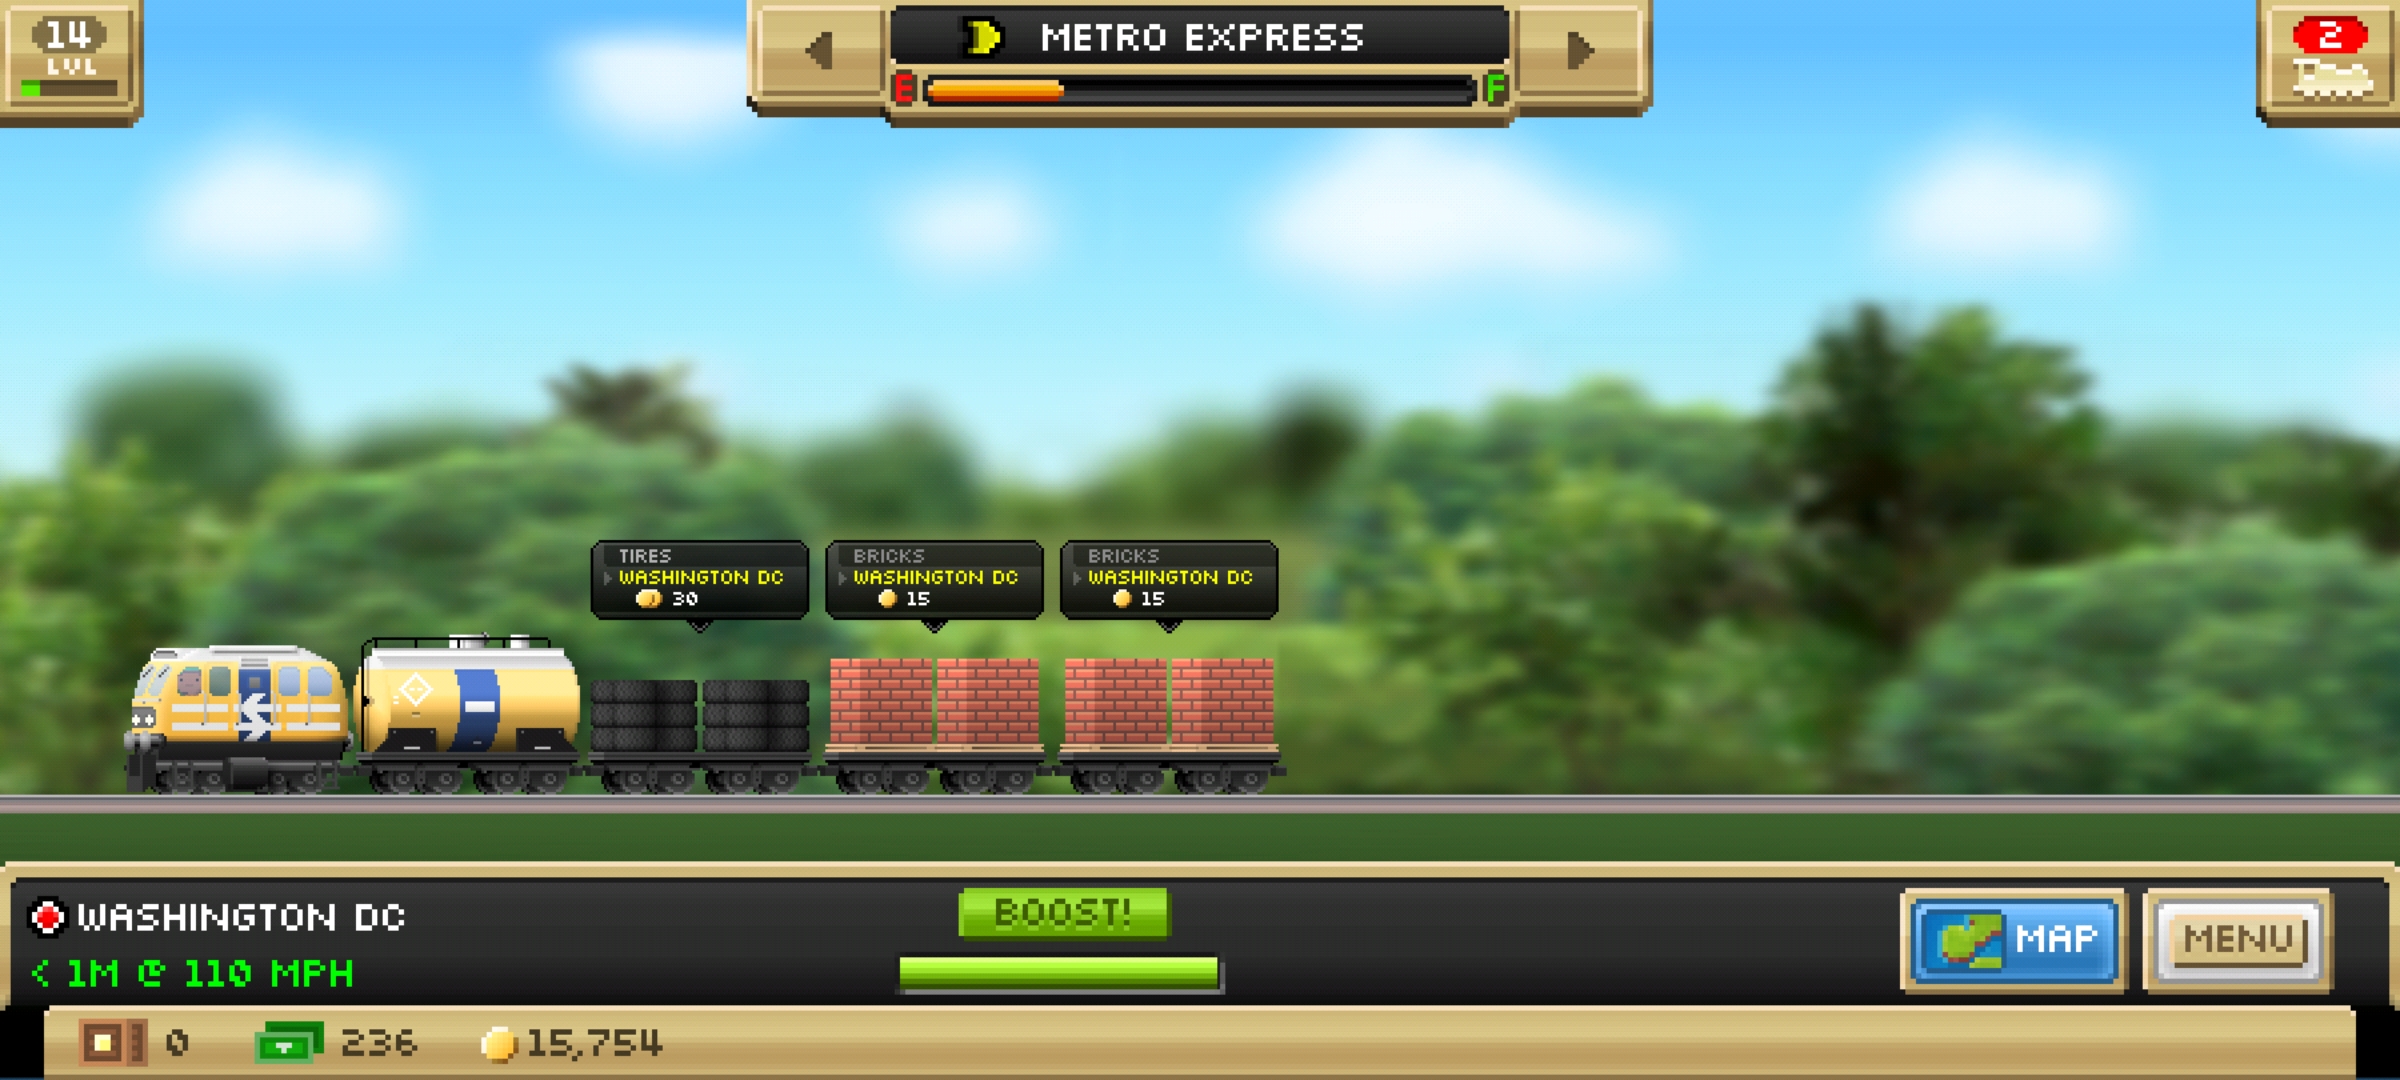 14
LVL
METRO EXPRESS
E F
2
TIRES
WASHINGTON DC
30
BRICKS
WASHINGTON DC
15
BRICKS
WASHINGTON DC
15
WASHINGTON DC
< 1M @ 110 MPH
BOOST!
MAP
MENU
0
236
15,754